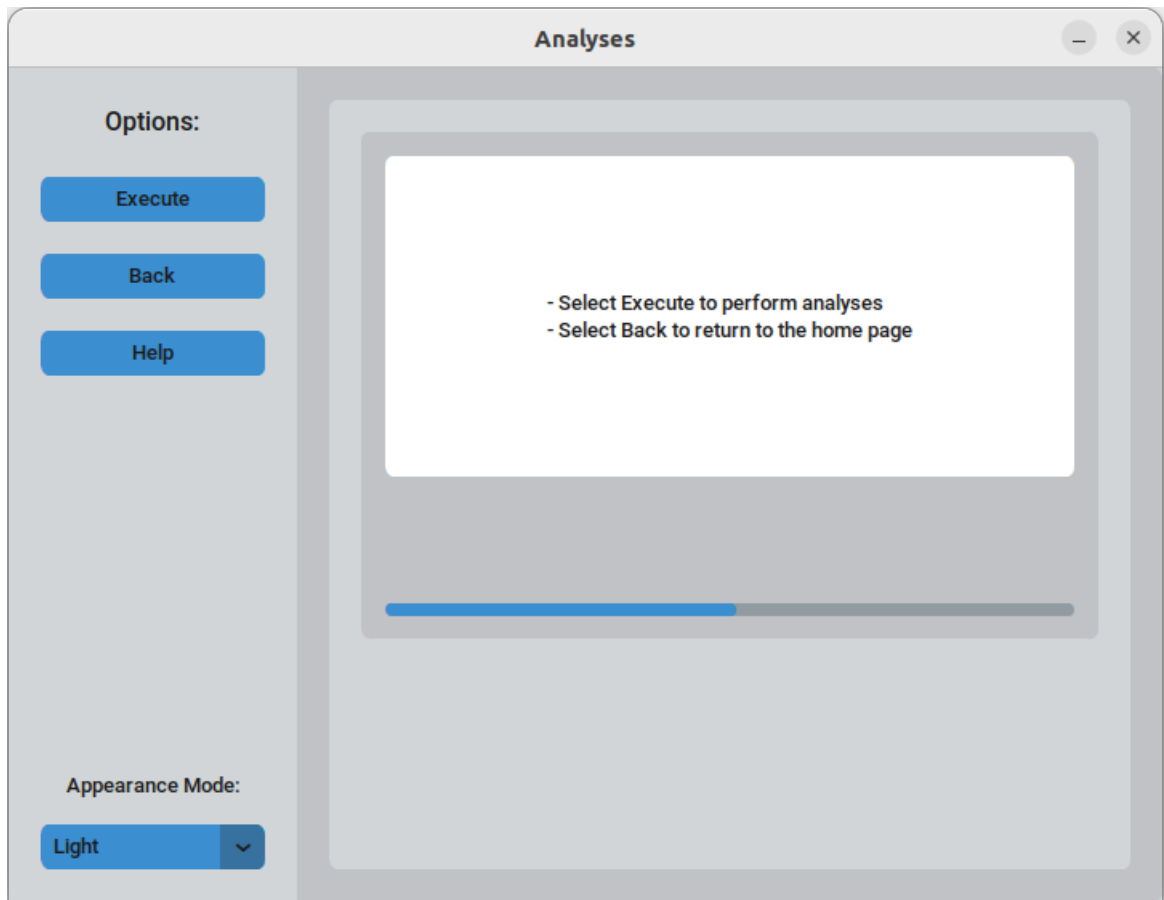 Analyses
Options:
Execute
Back
Help
- Select Execute to perform analyses
- Select Back to return to the home page
Appearance Mode:
Light